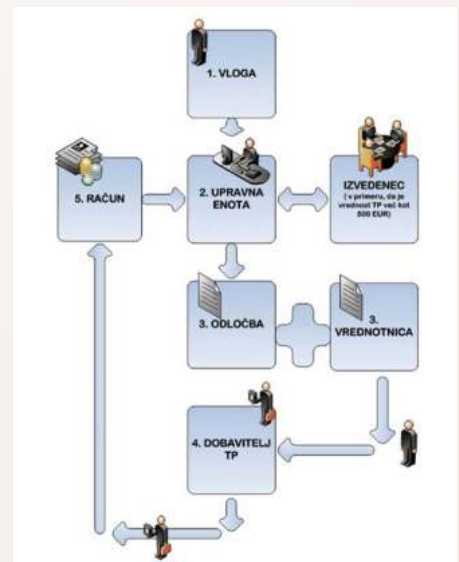 1. VLOGA
5. RAČUN
2. UPRAVNA
ENOTA
IZVEDENEC
( v primeru, da je
vrednost TP več kot
500 EUR)
3. ODLOČBA
3.
VREDNOTNICA
4. DOBAVITELJ
TP